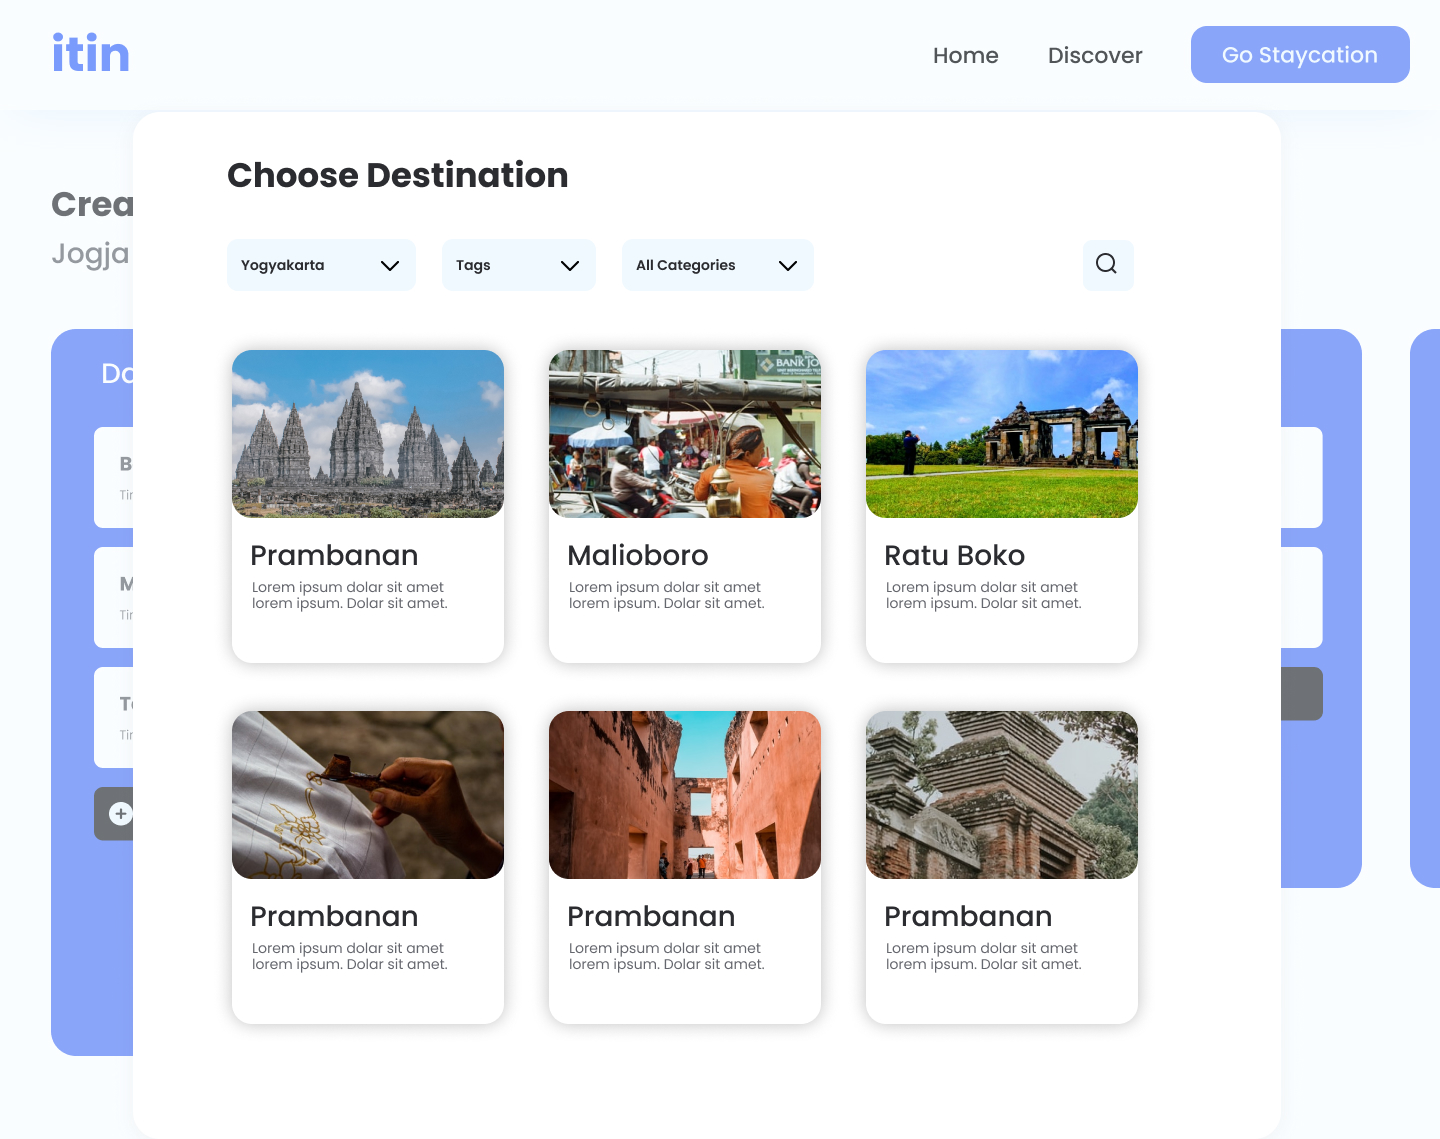 itin
Home
Discover
Go Staycation
Choose Destination
Crea
Jogja
Yogyakarta
Tags
All Categories
Da
B
Tim
M
Tim
To
Tim
BANK JO
Prambanan
Lorem ipsum dolar sit amet
lorem ipsum. Dolar sit amet.
Malioboro
Lorem ipsum dolar sit amet
lorem ipsum. Dolar sit amet.
Ratu Boko
Lorem ipsum dolar sit amet
lorem ipsum. Dolar sit amet.
Prambanan
Lorem ipsum dolar sit amet
lorem ipsum. Dolar sit amet.
Prambanan
Lorem ipsum dolar sit amet
lorem ipsum. Dolar sit amet.
Prambanan
Lorem ipsum dolar sit amet
lorem ipsum. Dolar sit amet.